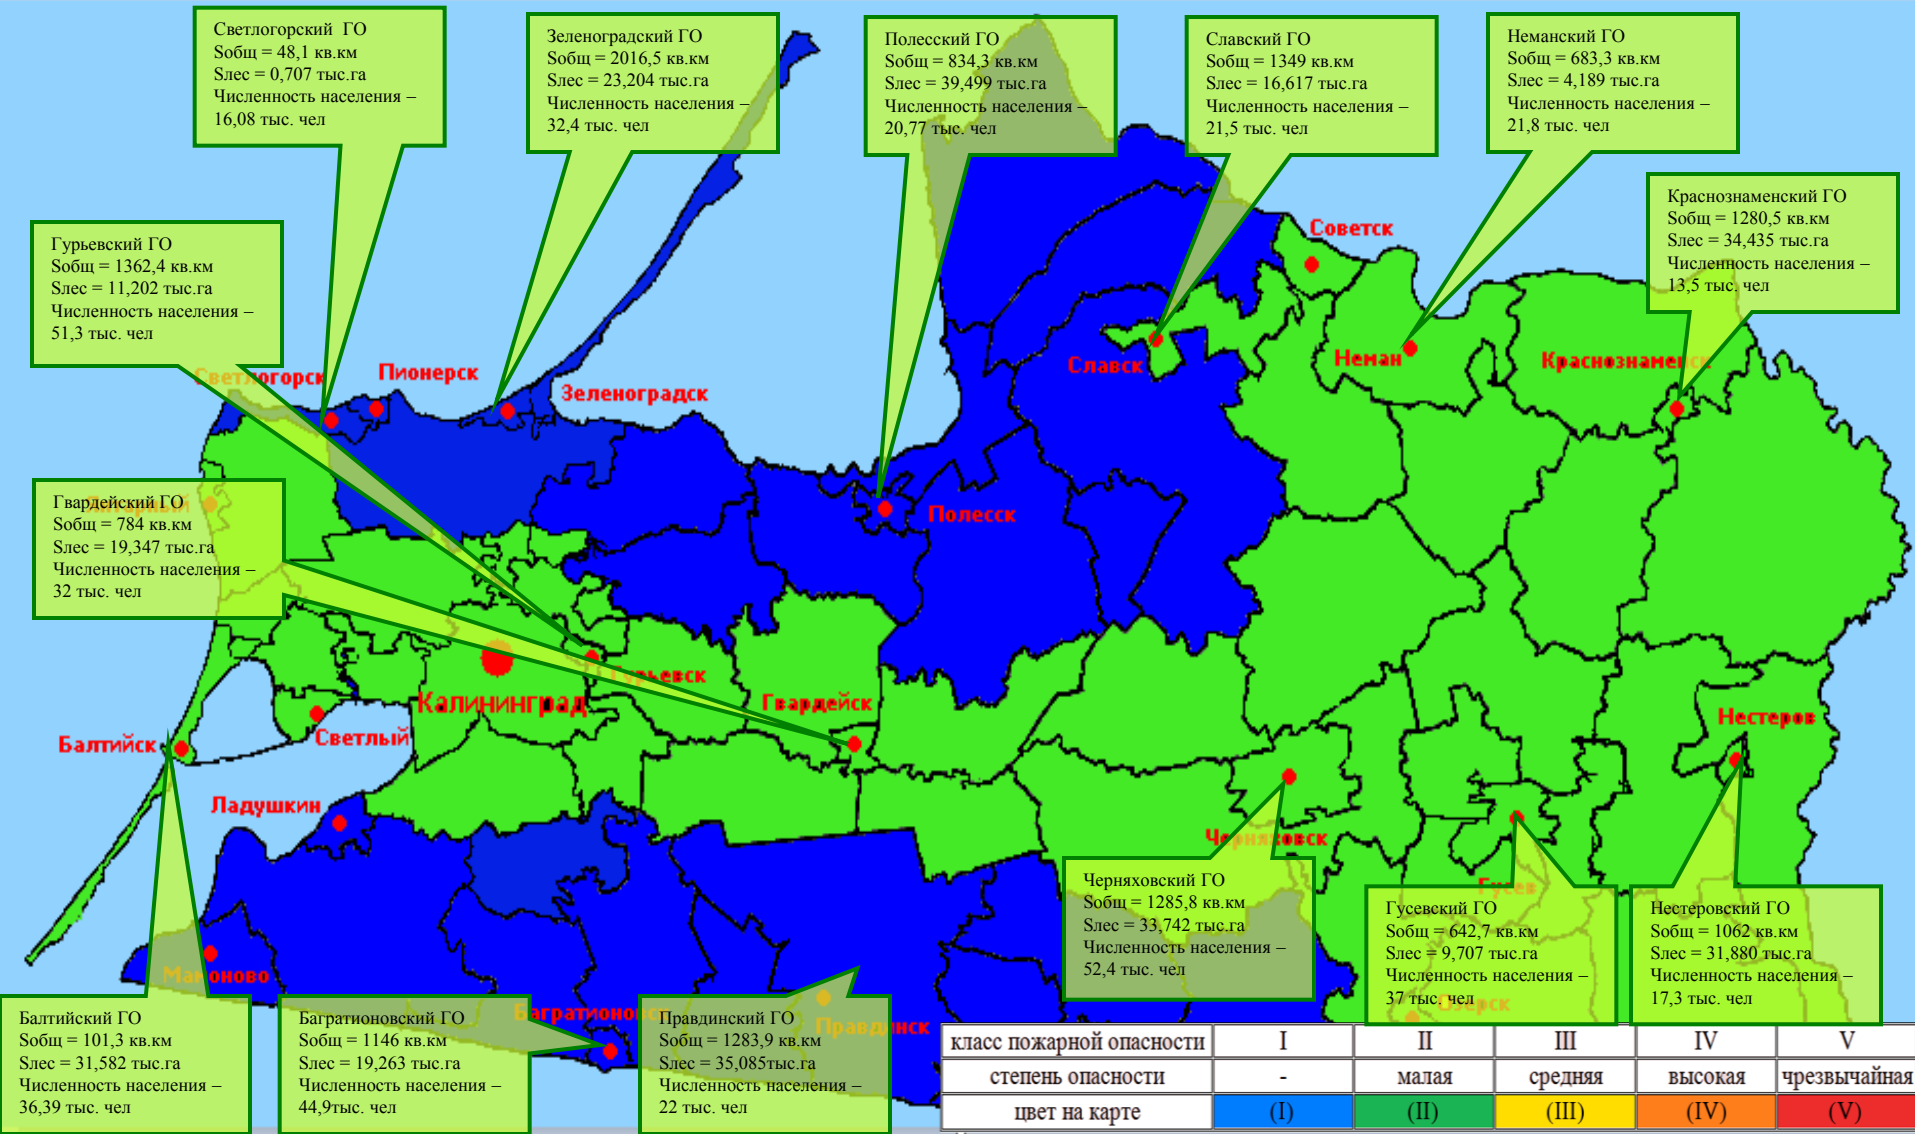 Светлогорский  ГО
Sобщ = 48,1 кв.км
Sлес = 0,707 тыс.га
Численность населения –
16,08 тыс. чел
Зеленоградский ГО
Sобщ = 2016,5 кв.км
Sлес = 23,204 тыс.га
Численность населения –
32,4 тыс. чел
Полесский ГО
Sобщ = 834,3 кв.км
Sлес = 39,499 тыс.га
Численность населения –
20,77 тыс. чел
Славский ГО
Sобщ = 1349 кв.км
Sлес = 16,617 тыс.га
Численность населения –
21,5 тыс. чел
Неманский ГО
Sобщ = 683,3 кв.км
Sлес = 4,189 тыс.га
Численность населения –
21,8 тыс. чел
Краснознаменский ГО
Sобщ = 1280,5 кв.км
Sлес = 34,435 тыс.га
Численность населения –
13,5 тыс. чел
Гурьевский ГО
Sобщ = 1362,4 кв.км
Sлес = 11,202 тыс.га
Численность населения –
51,3 тыс. чел
Советск
Неман
Краснознаменск
Славск
Светлогорск
Пионерск
Зеленоградск
Полесск
Янтарный
Гвардейский ГО
Sобщ = 784 кв.км
Sлес = 19,347 тыс.га
Численность населения –
32 тыс. чел
Гурьевск
Калининград
Гвардейск
Нестеров
Балтийск
Светлый
Ладушкин
Черняховск
Гусев
Черняховский ГО
Sобщ = 1285,8 кв.км
Sлес = 33,742 тыс.га
Численность населения –
52,4 тыс. чел
Гусевский ГО
Sобщ = 642,7 кв.км
Sлес = 9,707 тыс.га
Численность населения –
37 тыс. чел
Нестеровский ГО
Sобщ = 1062 кв.км
Sлес = 31,880 тыс.га
Численность населения –
17,3 тыс. чел
Мамоново
Багратионовск
Правдинск
Озерск
Балтийский ГО
Sобщ = 101,3 кв.км
Sлес = 31,582 тыс.га
Численность населения –
36,39 тыс. чел
Багратионовский ГО
Sобщ = 1146 кв.км
Sлес = 19,263 тыс.га
Численность населения –
44,9тыс. чел
Правдинский ГО
Sобщ = 1283,9 кв.км
Sлес = 35,085тыс.га
Численность населения –
22 тыс. чел
класс пожарной опасности I II III IV V
степень опасности - малая средняя высокая чрезвычайная
цвет на карте (I) (II) (III) (IV) (V)